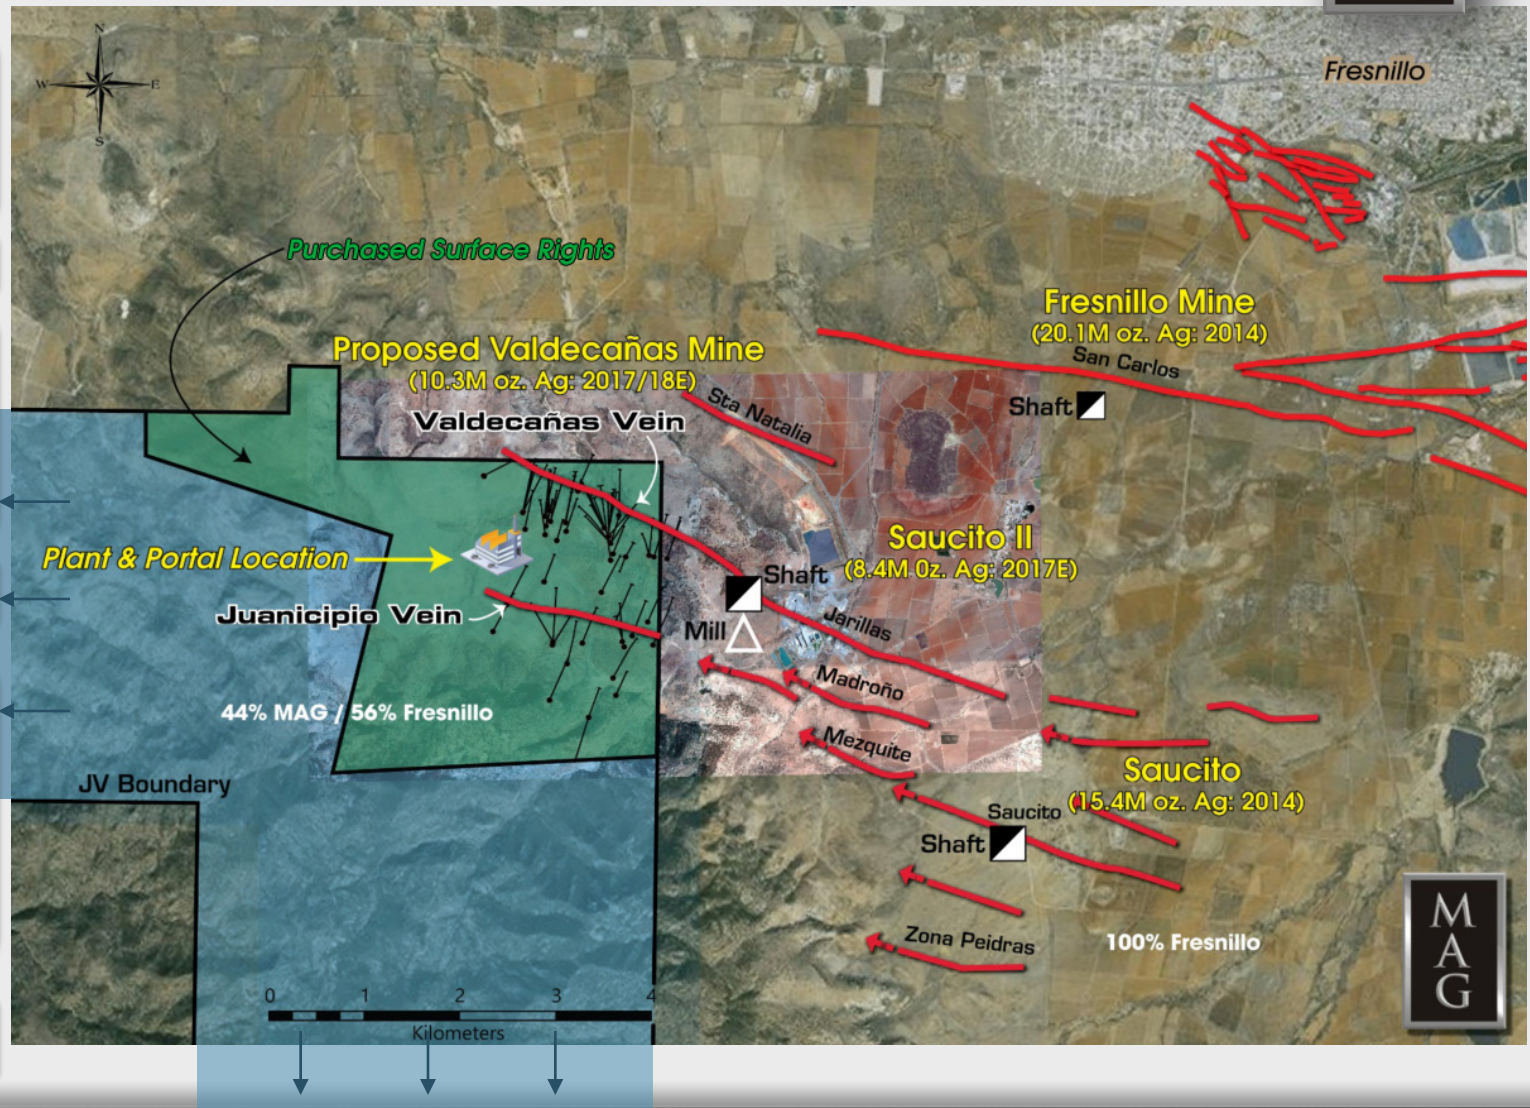 N
W E
S
Fresnillo
Purchased Surface Rights
Fresnillo Mine
(20.1M oz. Ag: 2014)
San Carlos
Proposed Valdecañas Mine
(10.3M oz. Ag: 2017/18E)
Valdecañas Vein
Sta Natalia
Shaft
Saucito II
(8.4M Oz. Ag: 2017E)
Plant & Portal Location
Shaft
Juanicipio Vein
Mill
Jarillas
Madroño
44% MAG / 56% Fresnillo
Mezquite
JV Boundary
Saucito
(15.4M oz. Ag: 2014)
Saucito
Shaft
Zona Peidras
100% Fresnillo
M
A
G
0 1 2 3 4
Kilometers